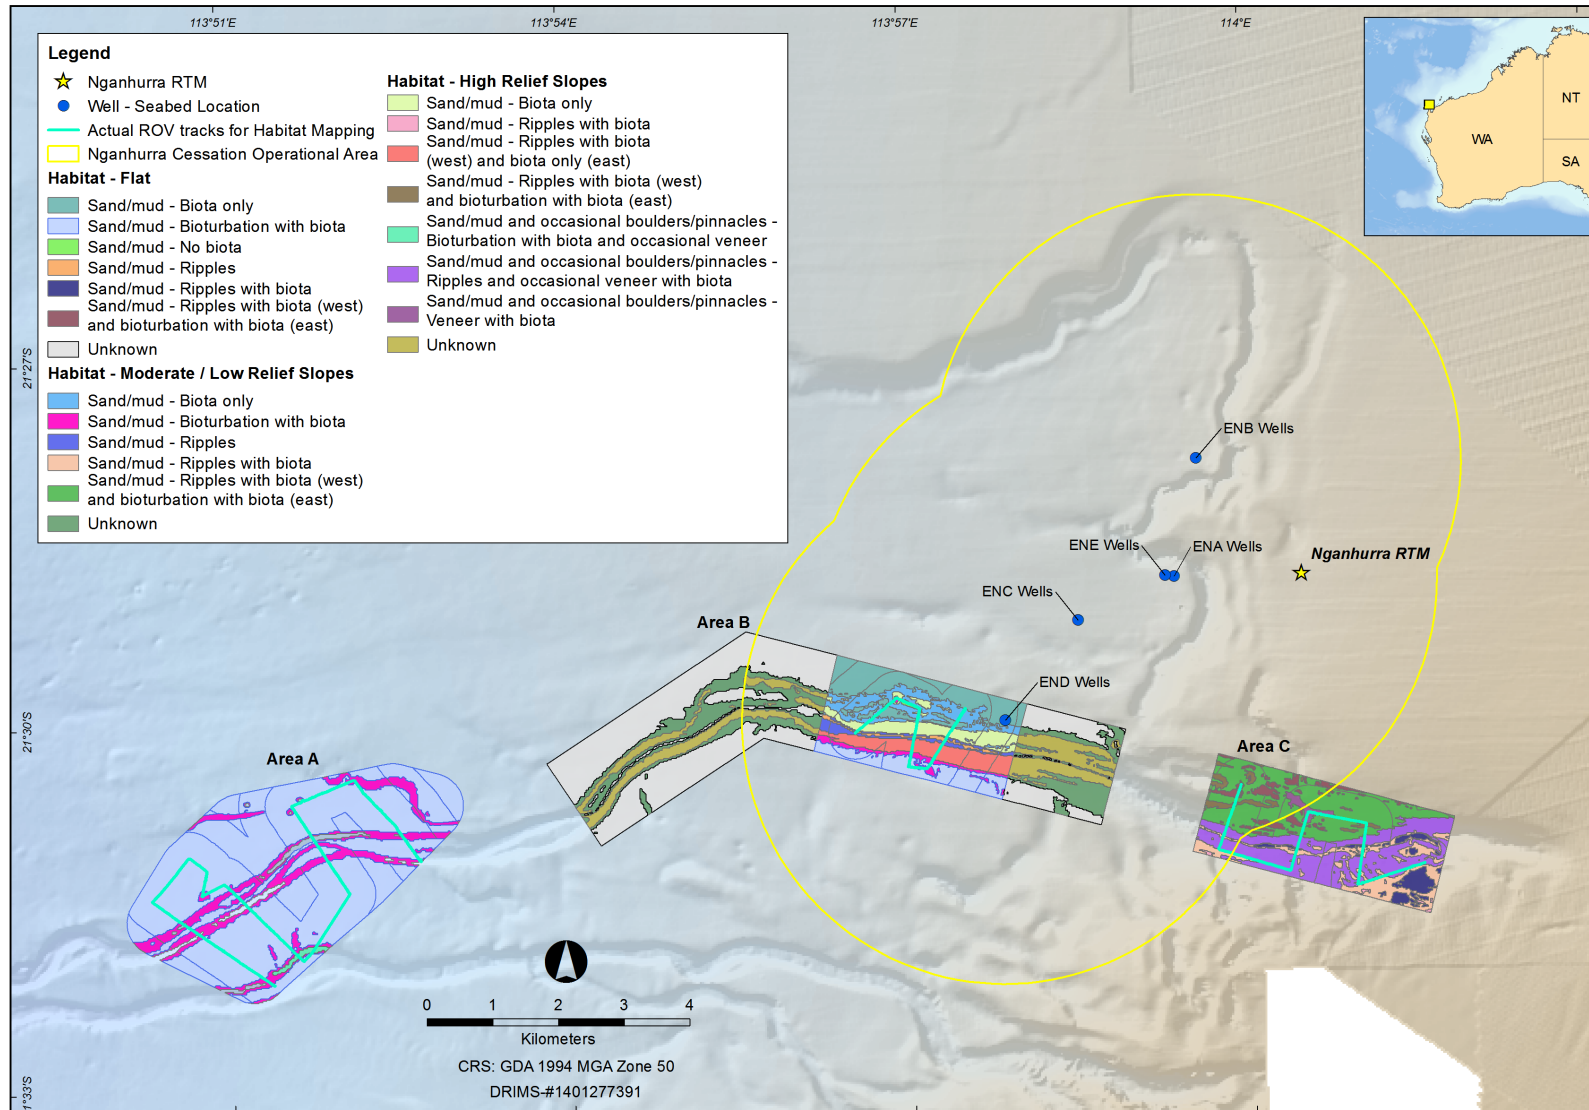 113°51'E
113°54'E
113°57'E
114°E
Legend
Nganhurra RTM
Well - Seabed Location
Actual ROV tracks for Habitat Mapping
Nganhurra Cessation Operational Area
Habitat - Flat
Sand/mud - Biota only
Sand/mud - Bioturbation with biota
Sand/mud - No biota
Sand/mud - Ripples
Sand/mud - Ripples with biota
Sand/mud - Ripples with biota (west)
and bioturbation with biota (east)
Unknown
Habitat - Moderate / Low Relief Slopes
Sand/mud - Biota only
Sand/mud - Bioturbation with biota
Sand/mud - Ripples
Sand/mud - Ripples with biota
Sand/mud - Ripples with biota (west)
and bioturbation with biota (east)
Unknown
Habitat - High Relief Slopes
Sand/mud - Biota only
Sand/mud - Ripples with biota
Sand/mud - Ripples with biota
(west) and biota only (east)
Sand/mud - Ripples with biota (west)
and bioturbation with biota (east)
Sand/mud and occasional boulders/pinnacles -
Bioturbation with biota and occasional veneer
Sand/mud and occasional boulders/pinnacles -
Ripples and occasional veneer with biota
Sand/mud and occasional boulders/pinnacles -
Veneer with biota
Unknown
NT
WA
SA
21°27'S
ENB Wells
ENE Wells
ENA Wells
Nganhurra RTM
ENC Wells
Area B
END Wells
21°30'S
Area C
Area A
0 1 2 3 4
Kilometers
CRS: GDA 1994 MGA Zone 50
DRIMS-#1401277391
1°33'S